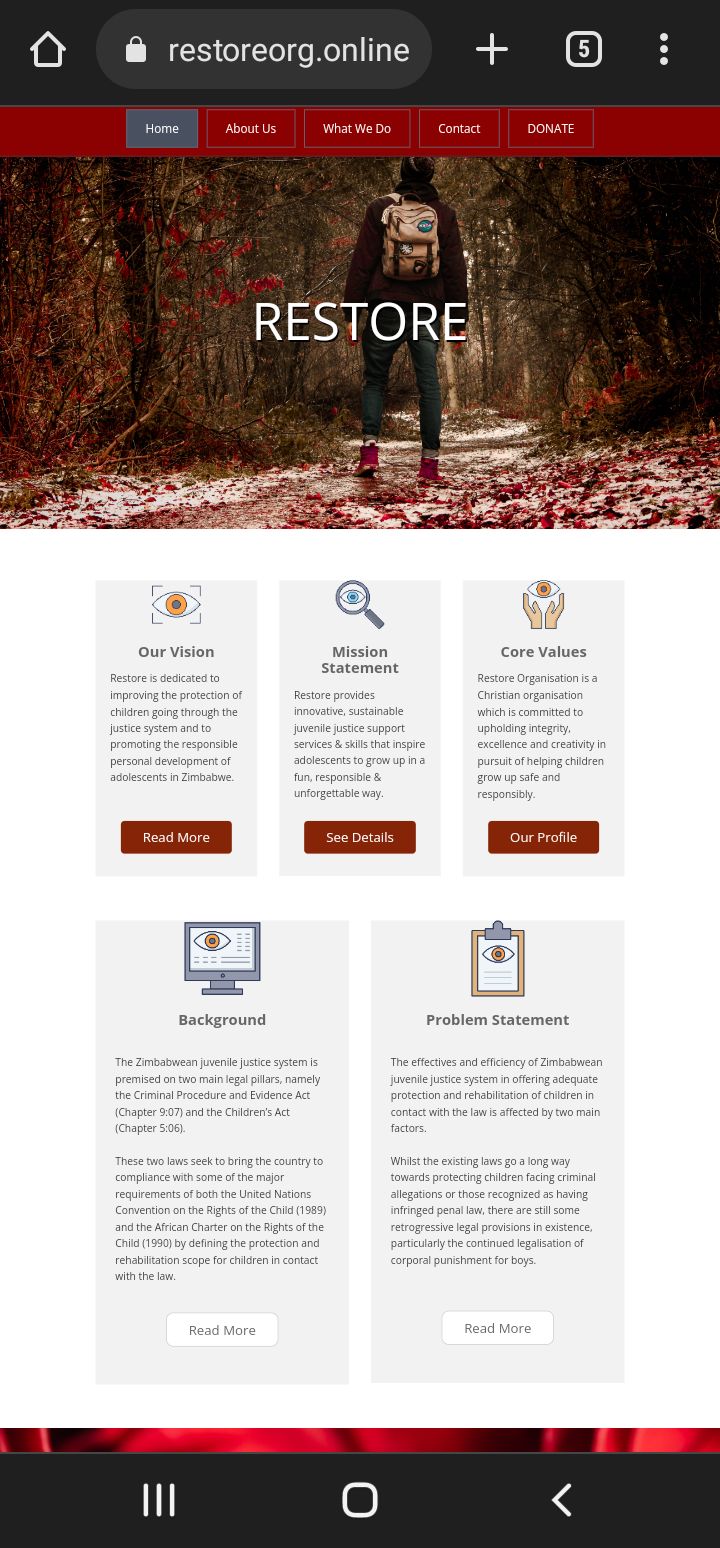 restoreorg.online
5
Home
About Us
What We Do
Contact
DONATE
RESTORE
Our Vision
Restore is dedicated to
improving the protection of
children going through the
justice system and to
promoting the responsible
personal development of
adolescents in Zimbabwe.
Read More
Mission
Statement
Restore provides
innovative, sustainable
juvenile justice support
services & skills that inspire
adolescents to grow up in a
fun, responsible &
unforgettable way.
See Details
Core Values
Restore Organisation is a
Christian organisation
which is committed to
upholding integrity,
excellence and creativity in
pursuit of helping children
grow up safe and
responsibly.
Our Profile
Background
The Zimbabwean juvenile justice system is
premised on two main legal pillars, namely
the Criminal Procedure and Evidence Act
(Chapter 9:07) and the Children's Act
(Chapter 5:06).
These two laws seek to bring the country to
compliance with some of the major
requirements of both the United Nations
Convention on the Rights of the Child (1989)
and the African Charter on the Rights of the
Child (1990) by defining the protection and
rehabilitation scope for children in contact
with the law.
Read More
Problem Statement
The effectives and efficiency of Zimbabwean
juvenile justice system in offering adequate
protection and rehabilitation of children in
contact with the law is affected by two main
factors.
Whilst the existing laws go a long way
towards protecting children facing criminal
allegations or those recognized as having
infringed penal law, there are still some
retrogressive legal provisions in existence,
particularly the continued legalisation of
corporal punishment for boys.
Read More